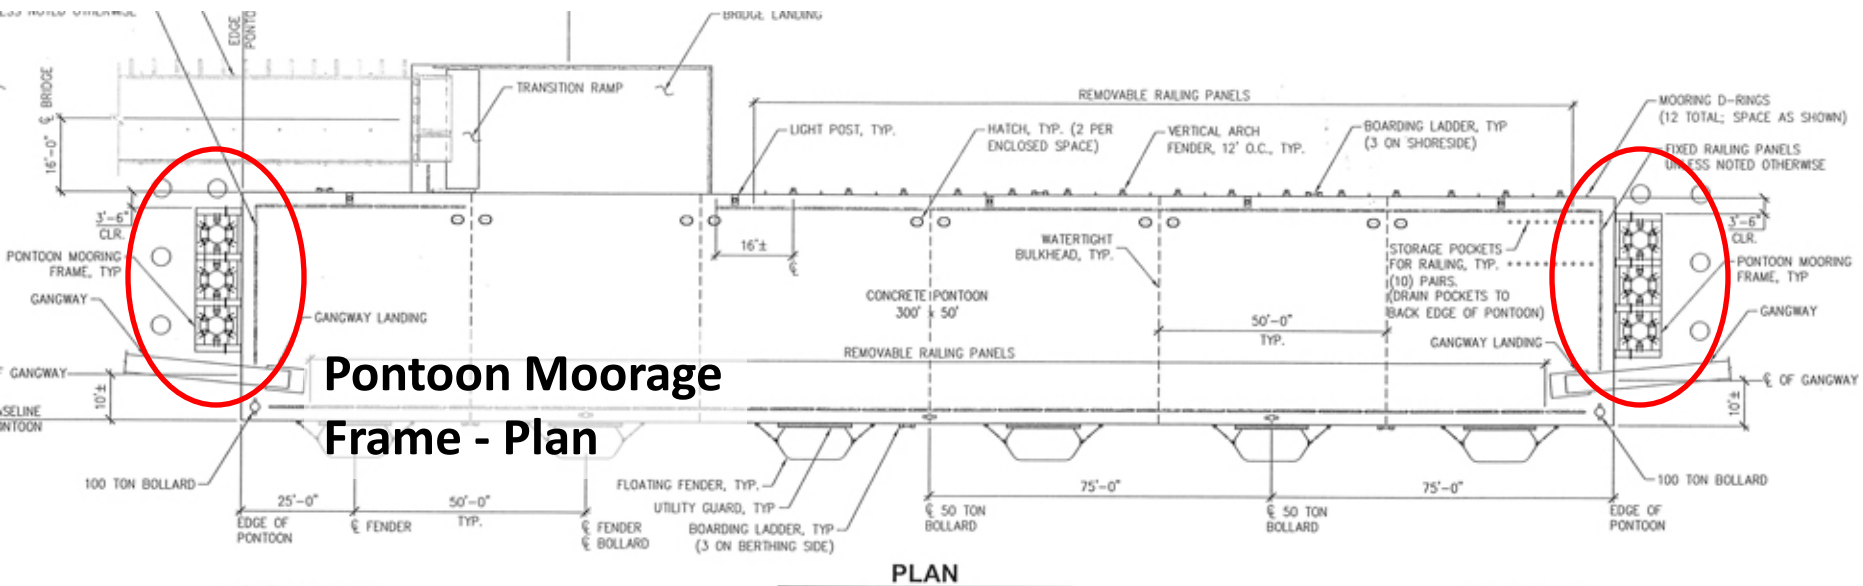 ESS NOTED OTHERWISE
EDGE
PONTO
BRIDGE LANDING
℄ BRIDGE
16'-0"
TRANSITION RAMP
REMOVABLE RAILING PANELS
MOORING D-RINGS
(12 TOTAL; SPACE AS SHOWN)
LIGHT POST, TYP.
HATCH, TYP. (2 PER
ENCLOSED SPACE)
VERTICAL ARCH
FENDER, 12' O.C., TYP.
BOARDING LADDER, TYP
(3 ON SHORESIDE)
FIXED RAILING PANELS
UNLESS NOTED OTHERWISE
3'-6"
CLR.
3'-6"
CLR.
PONTOON MOORING
FRAME, TYP
16'±
℄
WATERTIGHT
BULKHEAD, TYP.
STORAGE POCKETS
FOR RAILING, TYP.
(10) PAIRS.
(DRAIN POCKETS TO
BACK EDGE OF PONTOON)
PONTOON MOORING
FRAME, TYP
GANGWAY
GANGWAY LANDING
CONCRETE PONTOON
300' x 50'
50'-0"
TYP.
GANGWAY
GANGWAY LANDING
REMOVABLE RAILING PANELS
F GANGWAY
10'±
Pontoon Moorage
Frame - Plan
℄ OF GANGWAY
10'±
ASELINE
ONTOON
100 TON BOLLARD
FLOATING FENDER, TYP.
UTILITY GUARD, TYP
BOARDING LADDER, TYP
(3 ON BERTHING SIDE)
100 TON BOLLARD
25'-0"
50'-0"
TYP.
75'-0"
75'-0"
EDGE OF
PONTOON
℄ FENDER
℄ FENDER
℄ BOLLARD
℄ 50 TON
BOLLARD
℄ 50 TON
BOLLARD
EDGE OF
PONTOON
PLAN